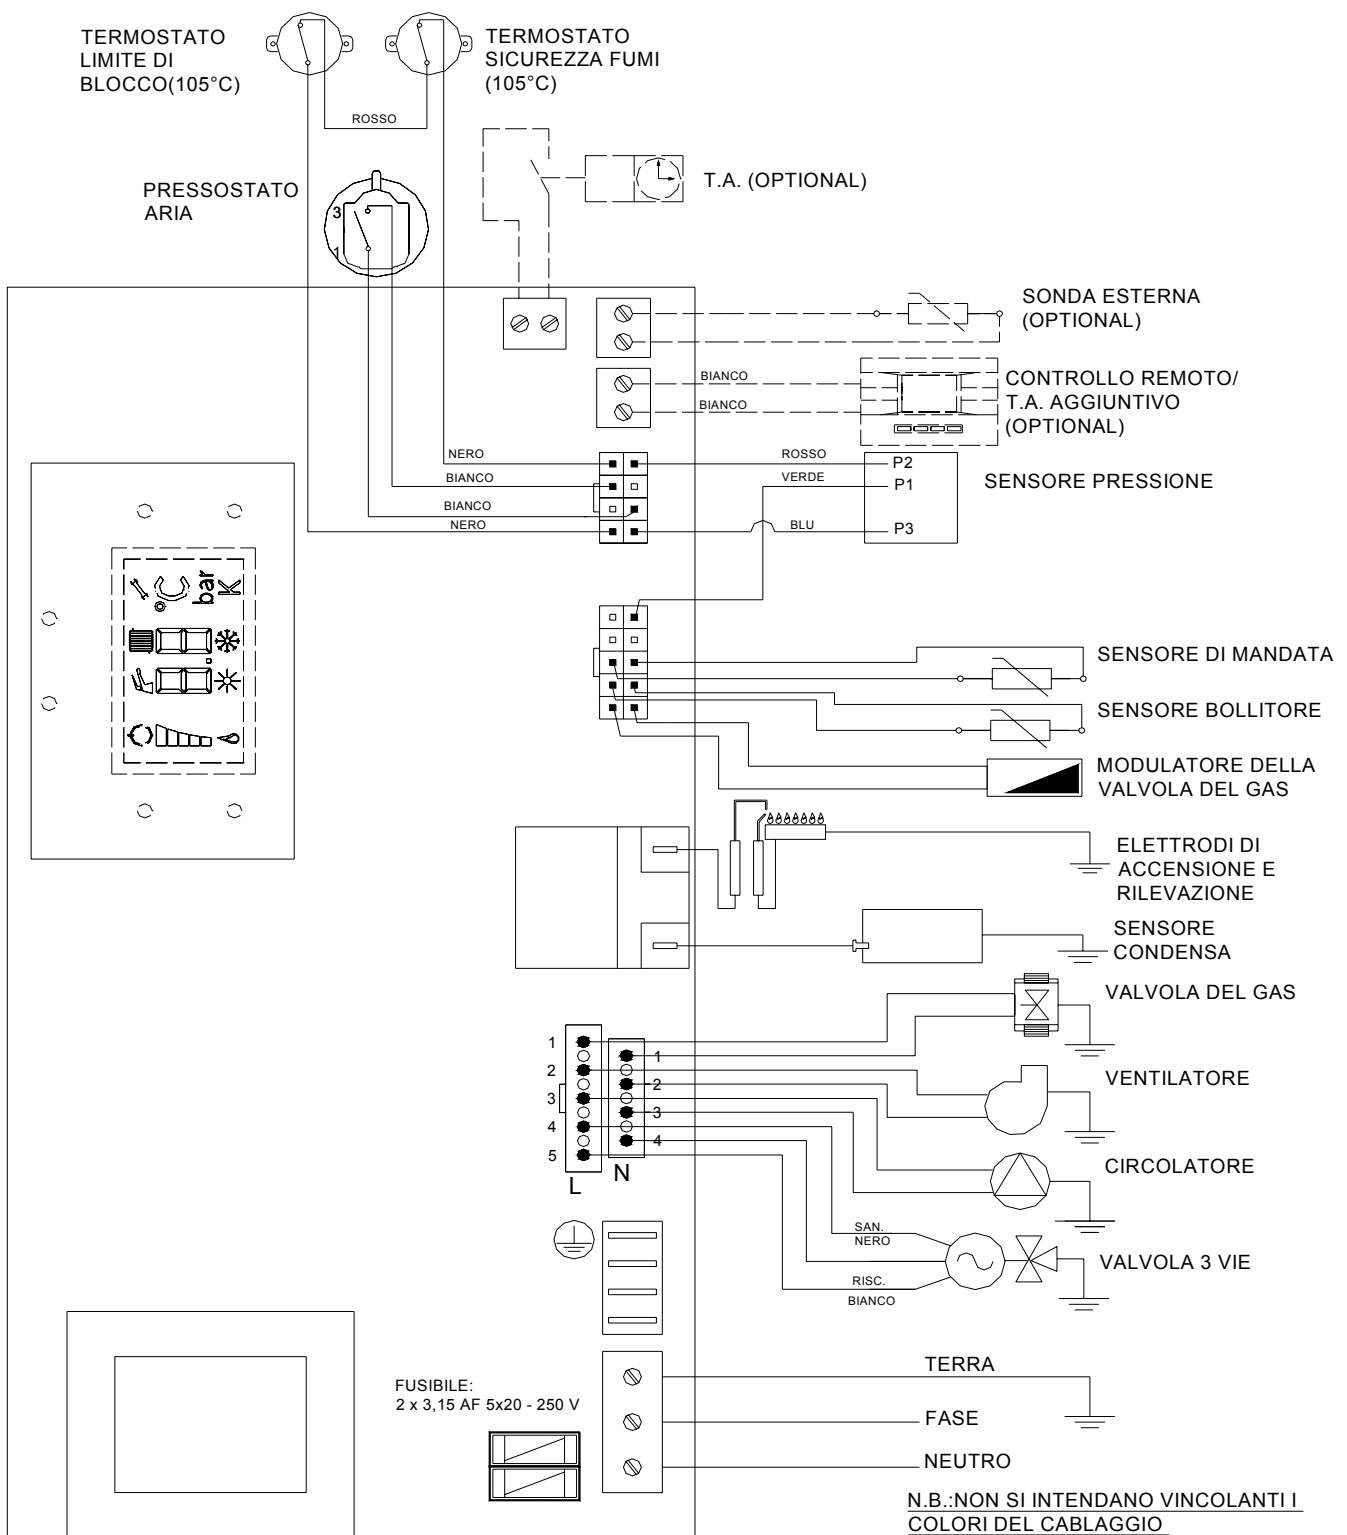 TERMOSTATO
LIMITE DI
BLOCCO(105°C)
TERMOSTATO
SICUREZZA FUMI
(105°C)
ROSSO
T.A. (OPTIONAL)
PRESSOSTATO
ARIA
3
1
SONDA ESTERNA
(OPTIONAL)
BIANCO
BIANCO
CONTROLLO REMOTO/
T.A. AGGIUNTIVO
(OPTIONAL)
NERO
BIANCO
BIANCO
NERO
ROSSO
VERDE
BLU
P2
P1
P3
SENSORE PRESSIONE
°C
bar
K
SENSORE DI MANDATA
SENSORE BOLLITORE
MODULATORE DELLA
VALVOLA DEL GAS
ELETTRODI DI
ACCENSIONE E
RILEVAZIONE
SENSORE
CONDENSA
VALVOLA DEL GAS
1
2
3
4
5
L
1
2
3
4
N
VENTILATORE
CIRCOLATORE
SAN.
NERO
RISC.
BIANCO
VALVOLA 3 VIE
FUSIBILE:
2 x 3,15 AF 5x20 - 250 V
TERRA
FASE
NEUTRO
N.B.:NON SI INTENDANO VINCOLANTI I
COLORI DEL CABLAGGIO